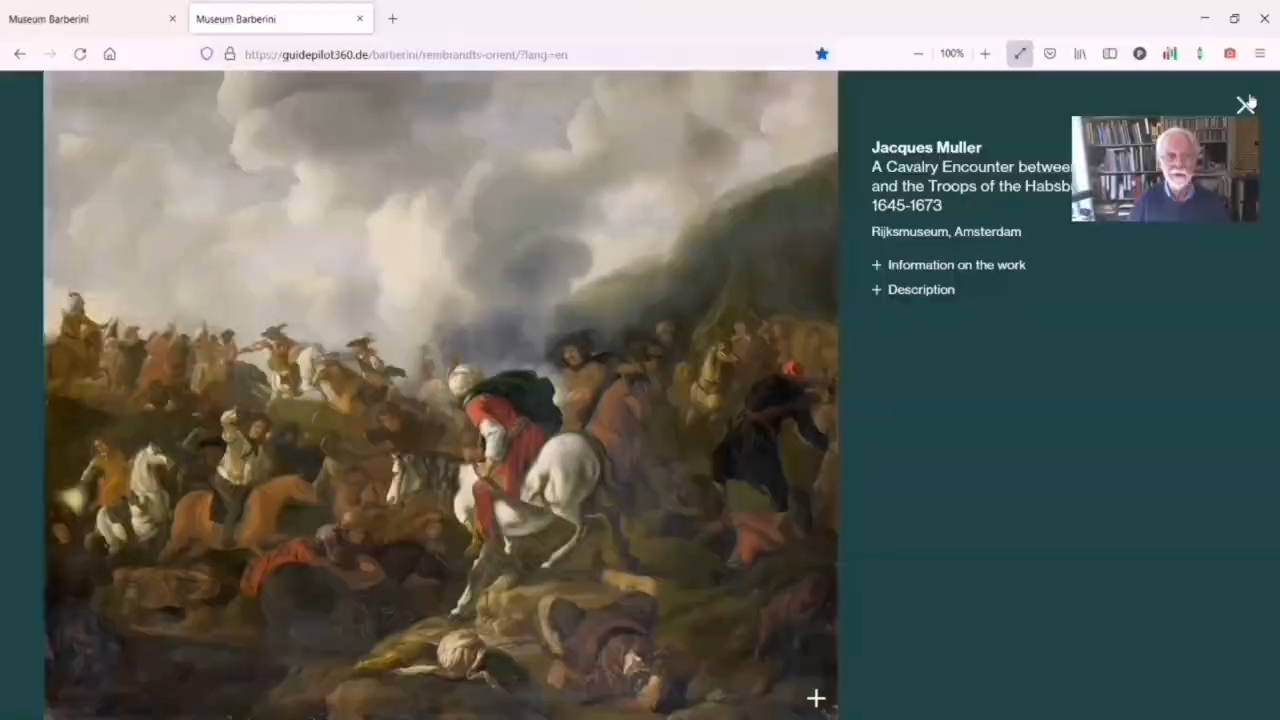 Museum Barberini
Museum Barberini
https://guidepilot360.de/barberini/rembrandts-orient/?lang=en
100%
Jacques Muller
A Cavalry Encounter between
and the Troops of the Habsb
1645-1673
Rijksmuseum, Amsterdam
+ Information on the work
+ Description